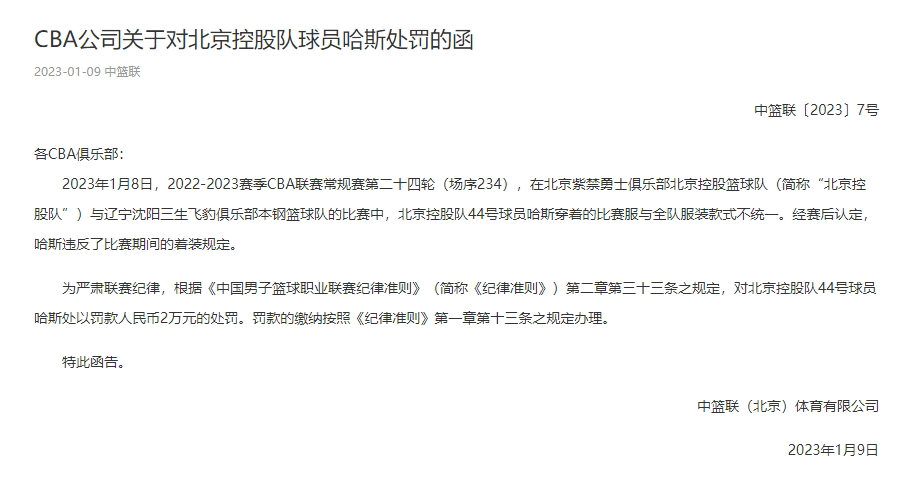 CBA公司关于对北京控股队球员哈斯处罚的函
2023-01-09 中篮联
中篮联〔2023〕7号
各CBA俱乐部：
2023年1月8日，2022-2023赛季CBA联赛常规赛第二十四轮（场序234），在北京紫禁勇士俱乐部北京控股篮球队（简称“北京控
股队”）与辽宁沈阳三生飞豹俱乐部本钢篮球队的比赛中，北京控股队44号球员哈斯穿着的比赛服与全队服装款式不统一。经赛后认定，
哈斯违反了比赛期间的着装规定。
为严肃联赛纪律，根据《中国男子篮球职业联赛纪律准则》（简称《纪律准则》）第二章第三十三条之规定，对北京控股队44号球员
哈斯处以罚款人民币2万元的处罚。罚款的缴纳按照《纪律准则》第一章第十三条之规定办理。
特此函告。
中篮联（北京）体育有限公司
2023年1月9日